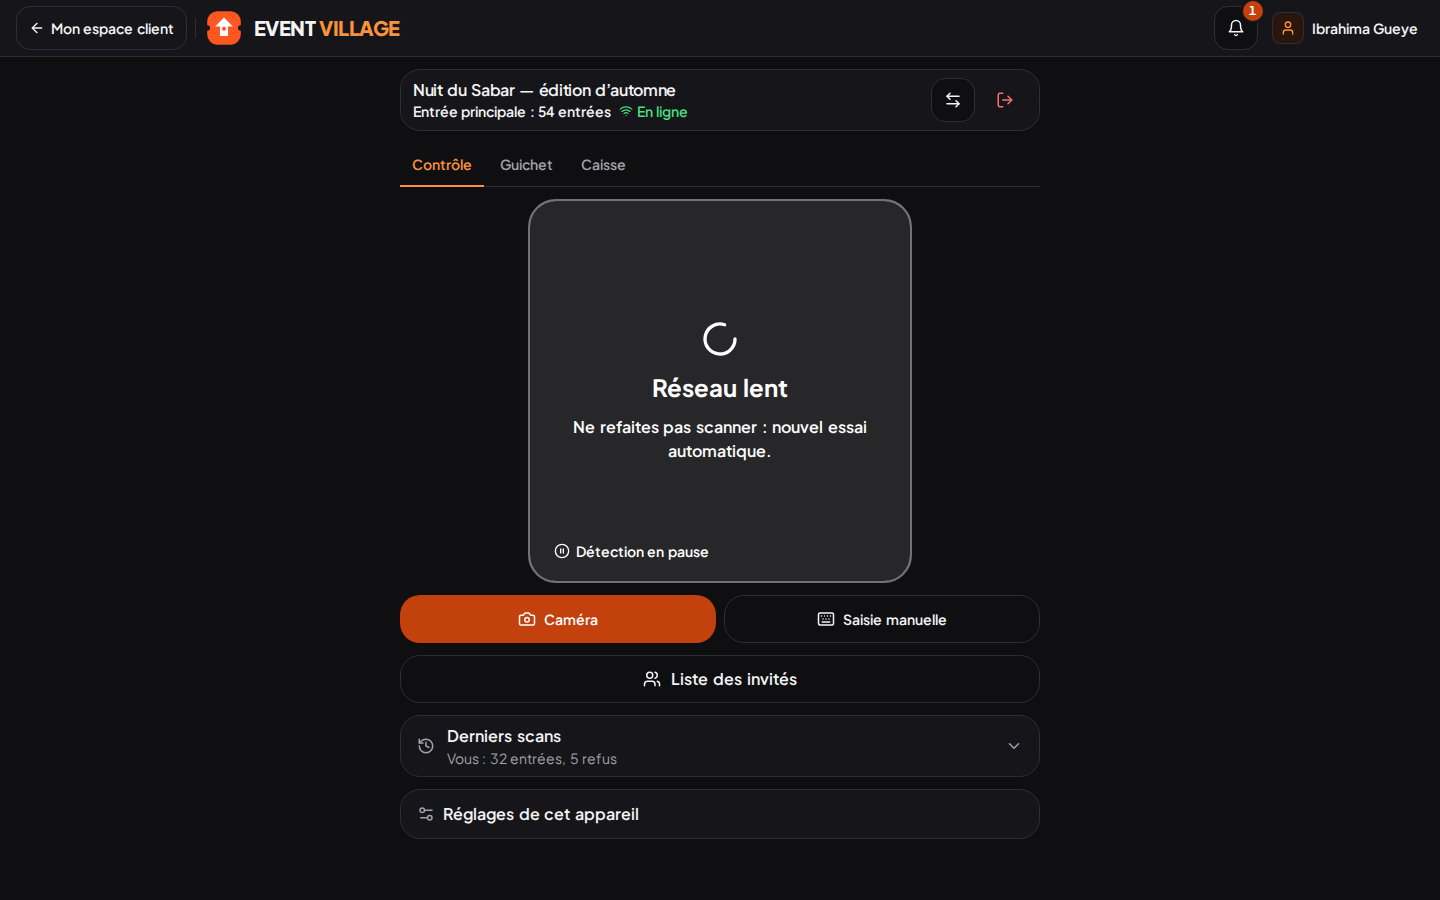 Mon espace client
EVENT VILLAGE
1
Ibrahima Gueye
Nuit du Sabar — édition d'automne
Entrée principale : 54 entrées En ligne
Contrôle Guichet Caisse
Réseau lent
Ne refaites pas scanner : nouvel essai
automatique.
Détection en pause
Caméra
Saisie manuelle
Liste des invités
Derniers scans
Vous : 32 entrées, 5 refus
Réglages de cet appareil